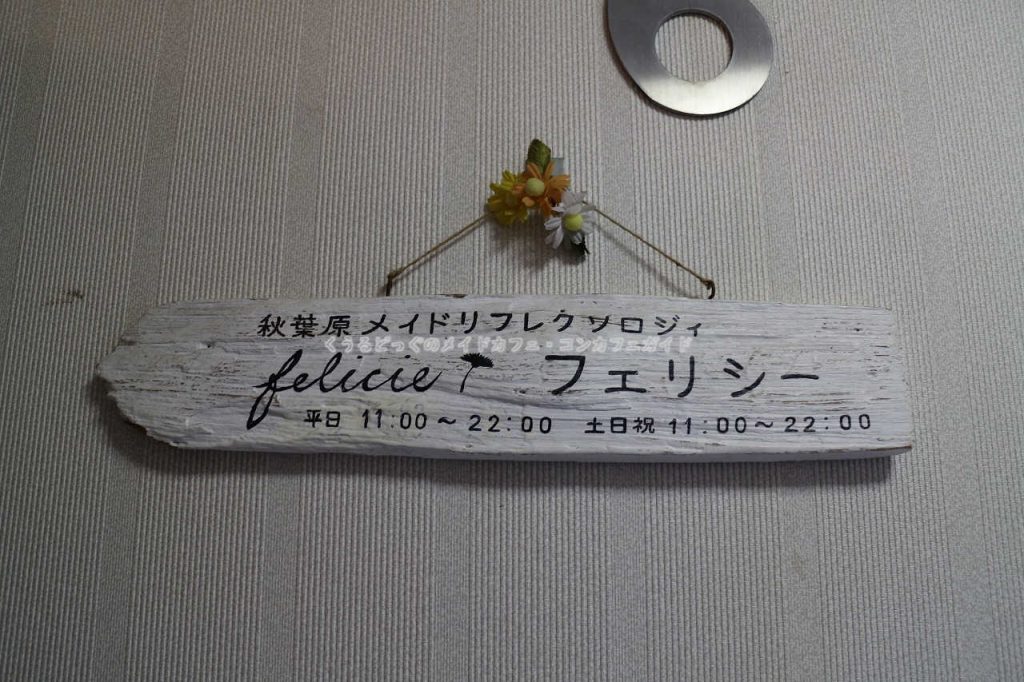 秋葉原 メイドリフレクソロジィ
くうるどっぐのメイドカフェ・コンカフェガイド
felicie フェリシー
平日 11:00～22:00 土日祝 11:00～22:00